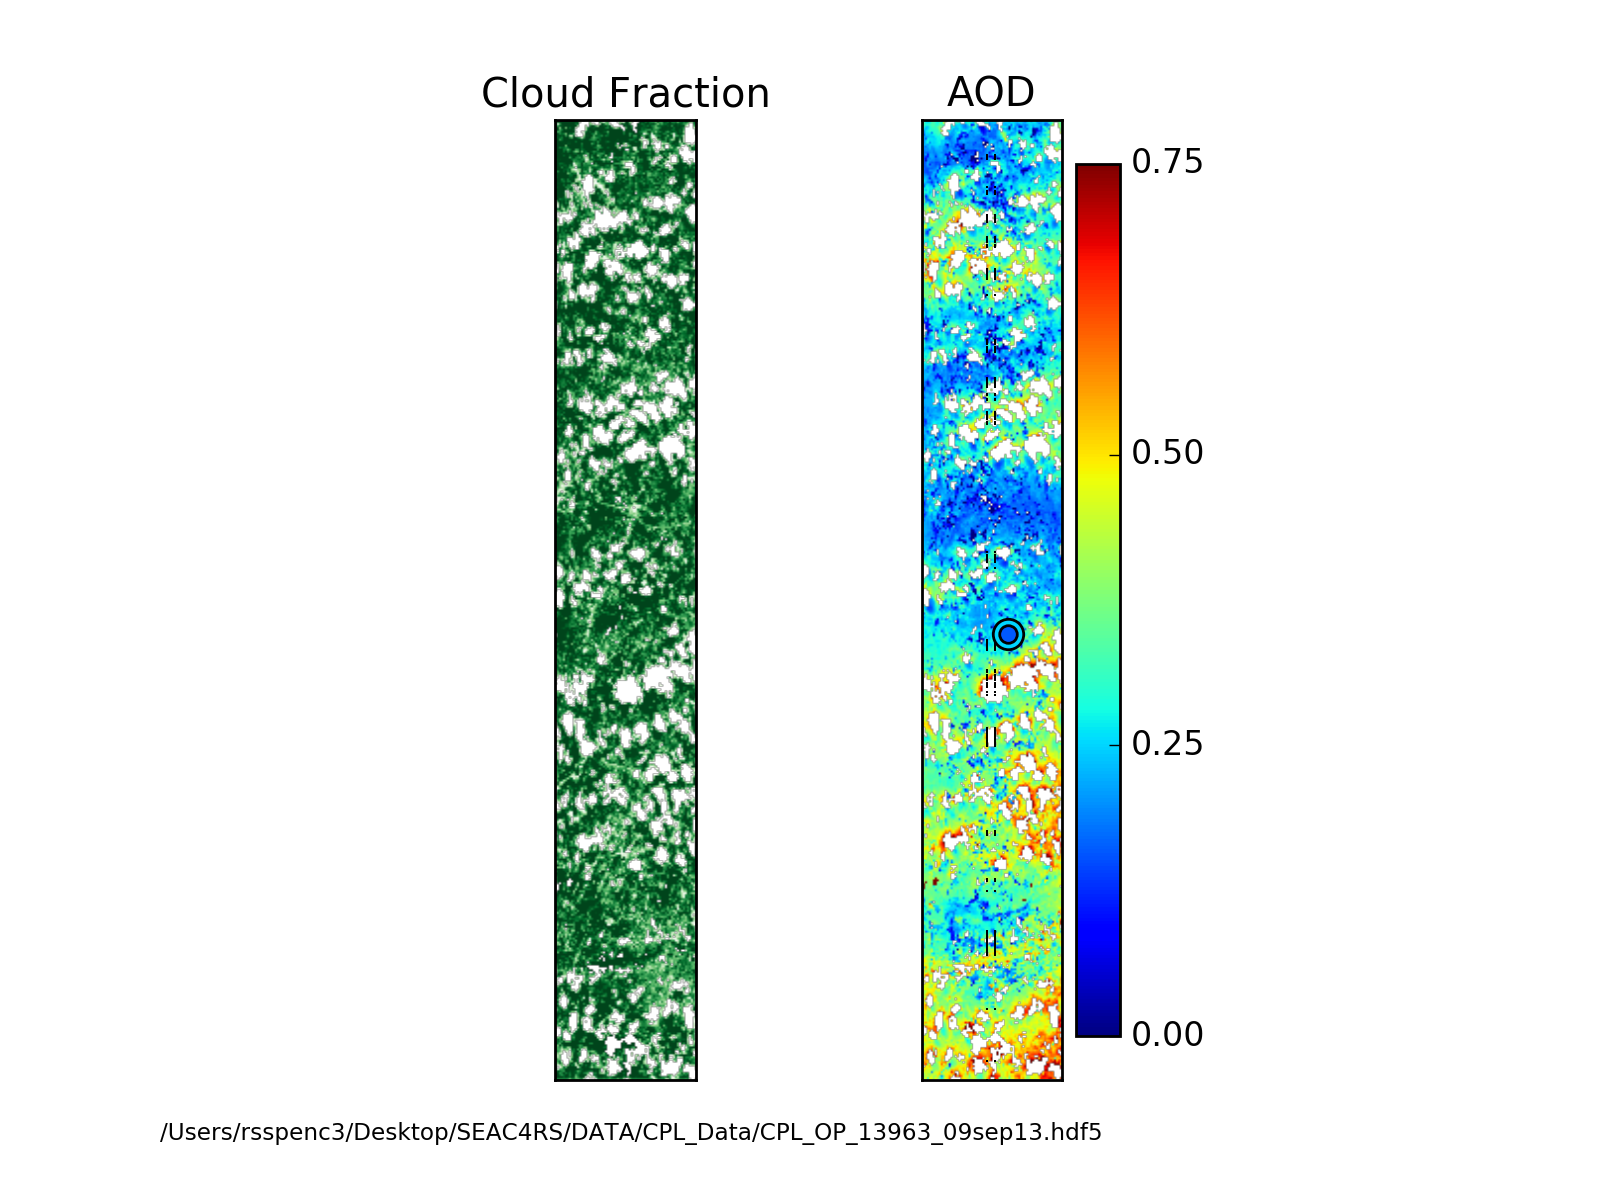 Cloud Fraction
AOD
0.75
0.50
0.25
0.00
/Users/rsspenc3/Desktop/SEAC4RS/DATA/CPL_Data/CPL_OP_13963_09sep13.hdf5